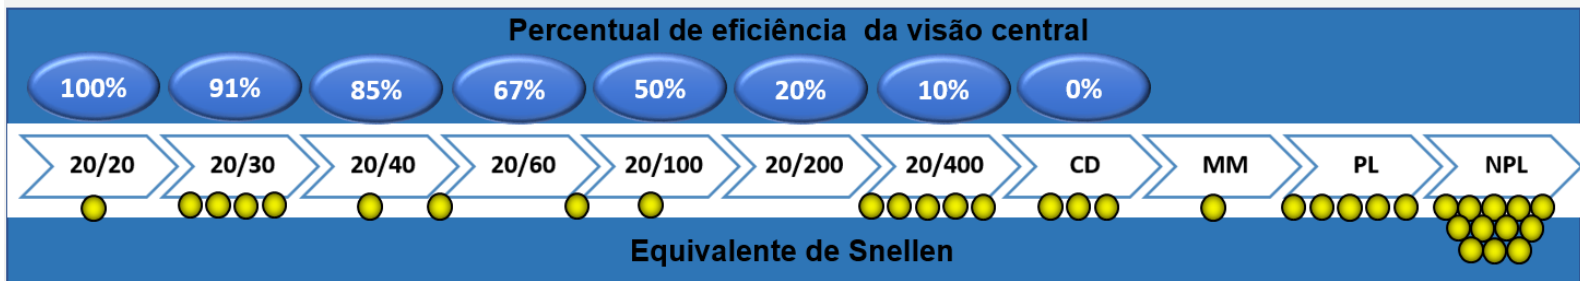 Percentual de eficiência da visão central
100% 91% 85% 67% 50% 20% 10% 0%
20/20 20/30 20/40 20/60 20/100 20/200 20/400 CD MM PL NPL
Equivalente de Snellen